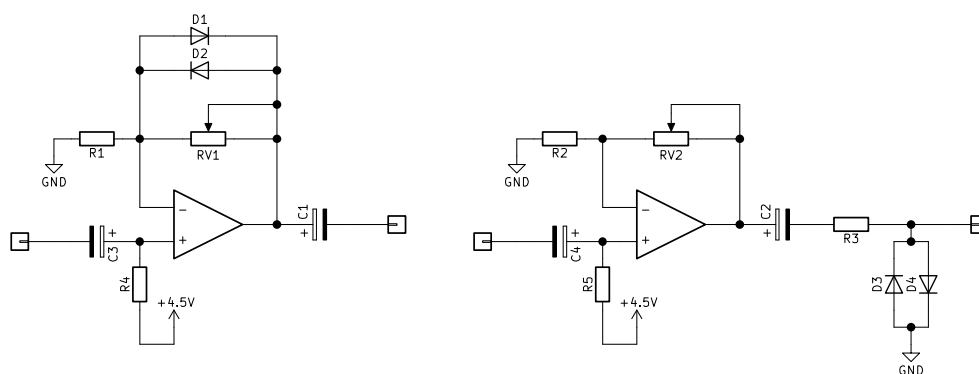 D1
D2
R1
RV1
GND
C1
+
-
+
+
C3
R4
+4.5V
R2
RV2
GND
C2
+
-
+
+
C4
R5
+4.5V
R3
D3
D4
GND